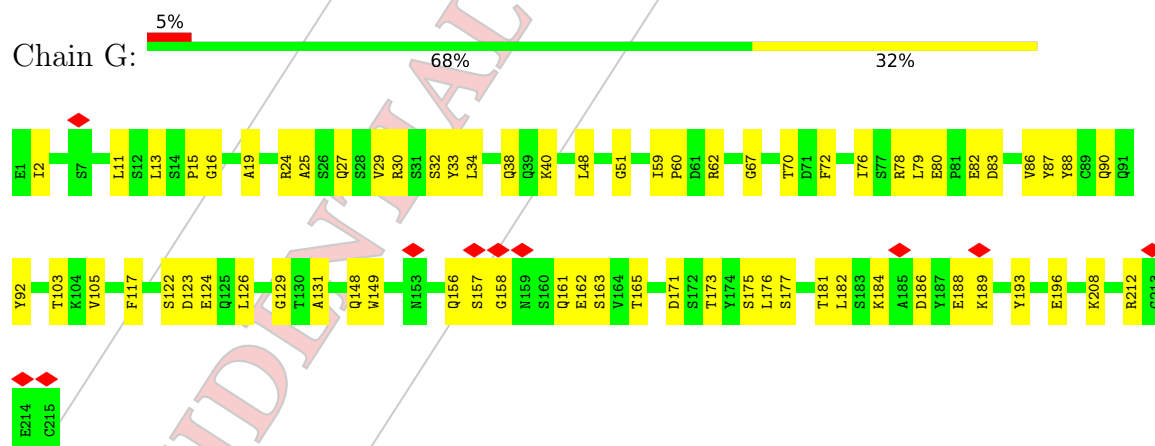 5%
Chain G:
68% 32%
E1 I2 S7 L11 S12 L13 S14 P15 G16 A19 R24 A25 S26 Q27 S28 V29 R30 S31 S32 Y33 L34 Q38 Q39 K40 L48 G51 I59 P60 D61 R62 G67 T70 D71 F72 I76 S77 R78 L79 E80 P81 E82 D83 V86 Y87 Y88 C89 Q90 Q91
Y92 T103 K104 V105 F117 S122 D123 E124 Q125 L126 G129 T130 A131 Q148 W149 N153 Q156 S157 G158 N159 S160 Q161 E162 S163 V164 T165 D171 S172 T173 Y174 S175 L176 S177 T181 L182 S183 K184 A185 D186 Y187 E188 K189 Y193 E196 K208 R212 G213
E214 C215